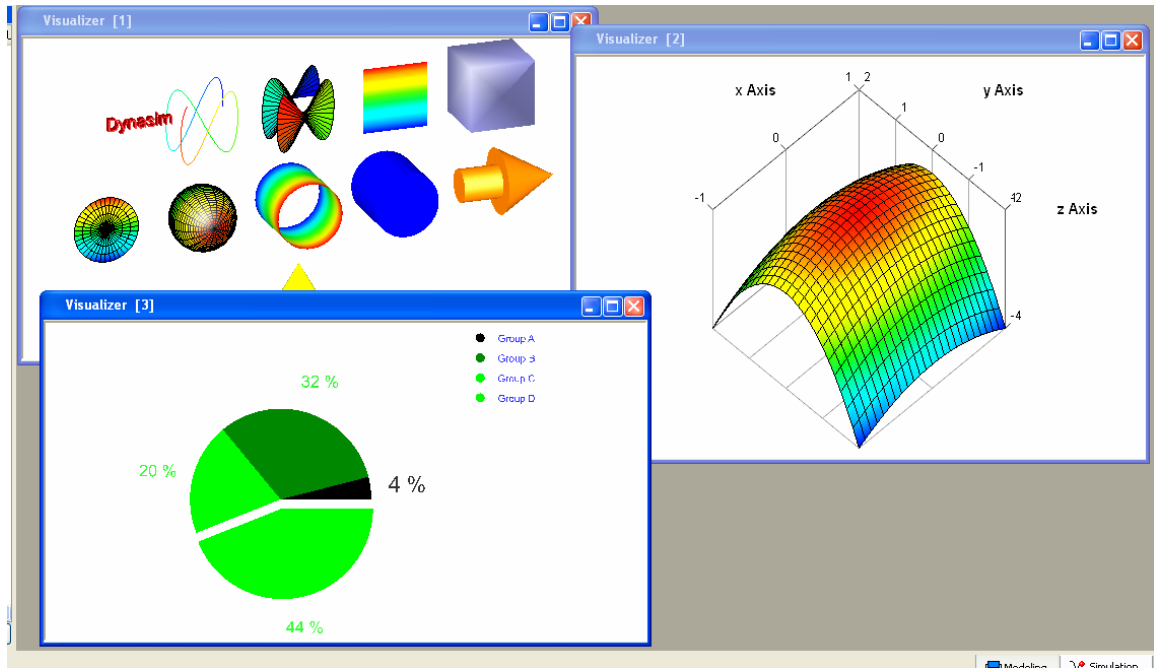 Visualizer [1]
Dynasim
Visualizer [2]
x Axis
y Axis
z Axis
1
2
1
0
0
-1
-1
-4
Visualizer [3]
Group A
Group B
Group C
Group D
32 %
20 %
4 %
44 %
Modeling
Simulation